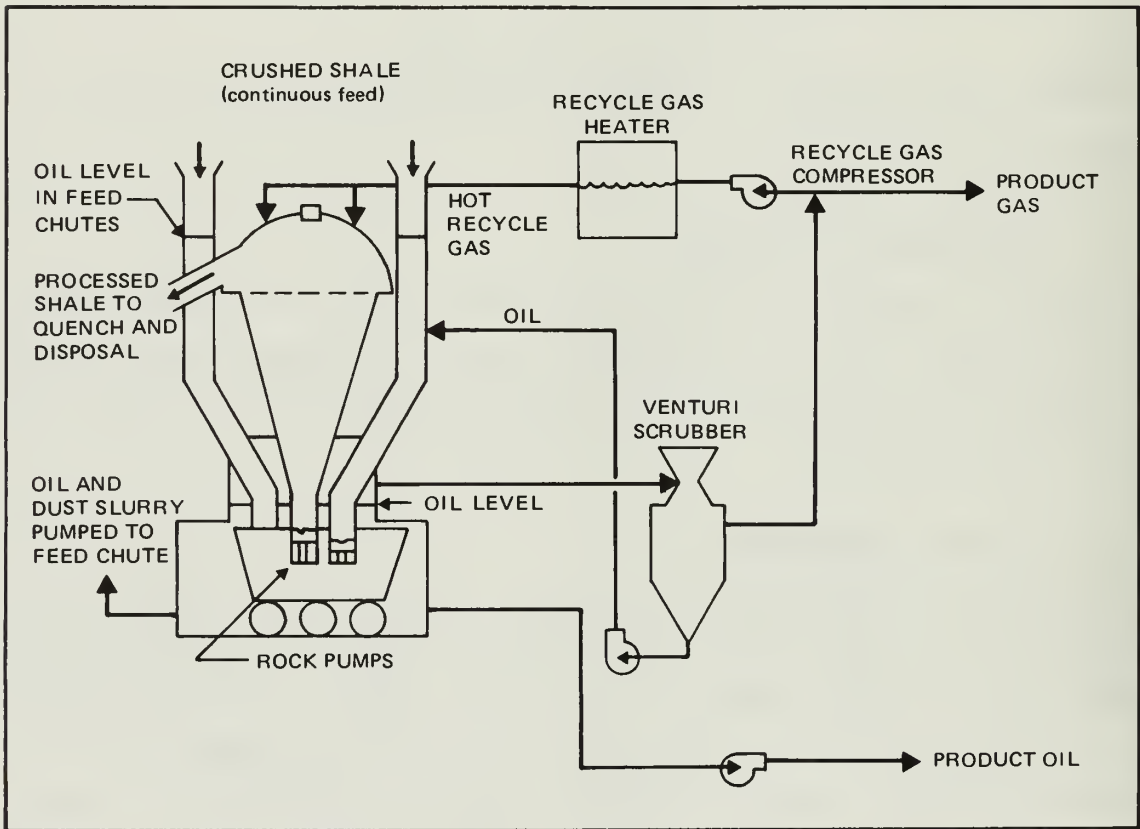 CRUSHED SHALE
(continuous feed)
RECYCLE GAS
HEATER
OIL LEVEL
IN FEED
CHUTES
HOT
RECYCLE
GAS
RECYCLE GAS
COMPRESSOR
PRODUCT
GAS
PROCESSED
SHALE TO
QUENCH AND
DISPOSAL
OIL
VENTURI
SCRUBBER
OIL AND
DUST SLURRY
PUMPED TO
FEED CHUTE
OIL LEVEL
ROCK PUMPS
PRODUCT OIL